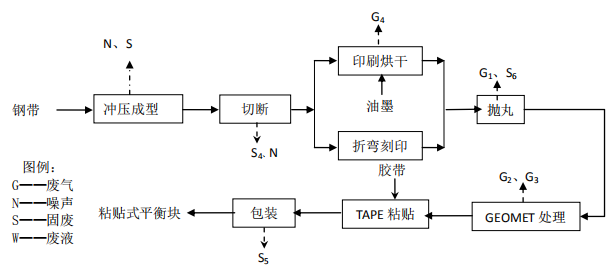 G₄
N、S
印刷烘干
G₁、S₆
钢带
冲压成型
切断
油墨
抛丸
S₄、N
折弯刻印
图例：
G——废气
N——噪声
S——固废
W——废液
胶带
G₂、G₃
粘贴式平衡块
包装
TAPE 粘贴
GEOMET 处理
S₅